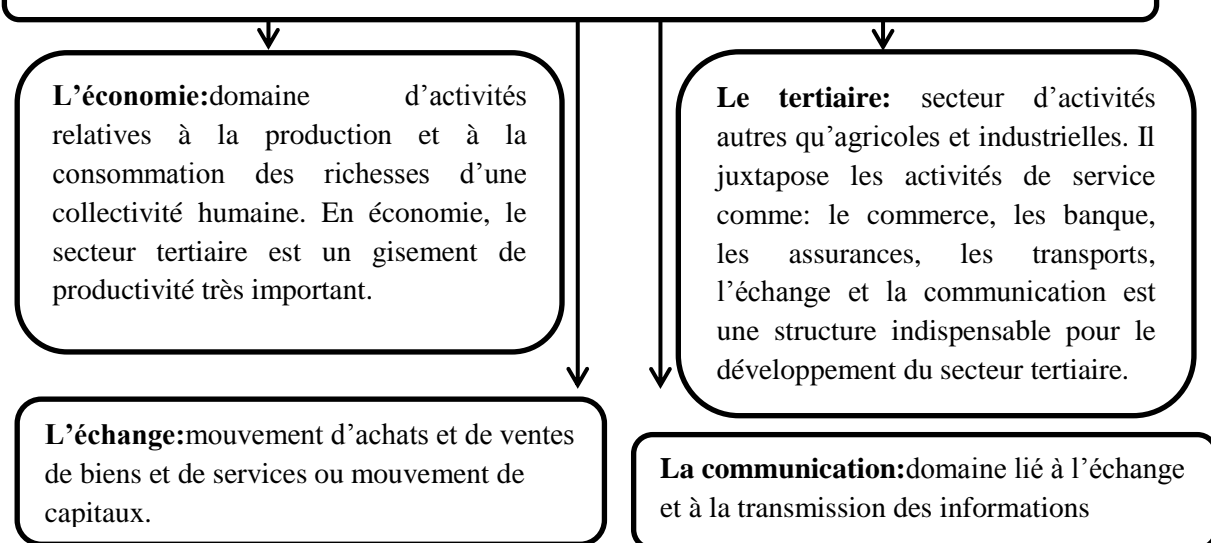 L’économie:domaine d’activités
relatives à la production et à la
consommation des richesses d’une
collectivité humaine. En économie, le
secteur tertiaire est un gisement de
productivité très important.
Le tertiaire: secteur d’activités
autres qu’agricoles et industrielles. Il
juxtapose les activités de service
comme: le commerce, les banque,
les assurances, les transports,
l’échange et la communication est
une structure indispensable pour le
développement du secteur tertiaire.
L’échange:mouvement d’achats et de ventes
de biens et de services ou mouvement de
capitaux.
La communication:domaine lié à l’échange
et à la transmission des informations